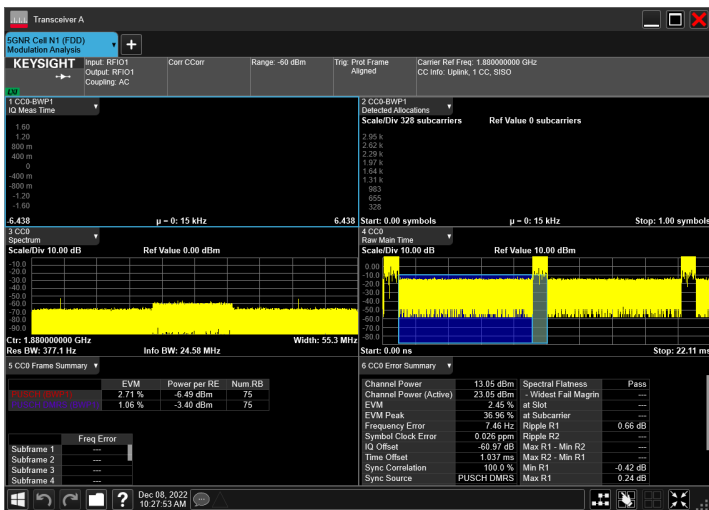 Transceiver A
5GNR Cell N1 (FDD)
Modulation Analysis
KEYSIGHT
LXI
Input: RFIO1
Output: RFIO1
Coupling: AC
Corr CCorr
Range: -60 dBm
Trig: Prot Frame
Aligned
Carrier Ref Freq: 1.880000000 GHz
CC Info: Uplink, 1 CC, SISO
1 CC0-BWP1
IQ Meas Time
1.60
1.20
800 m
400 m
0
-400 m
-800 m
-1.20
-1.60
-6.438
μ – 0: 15 kHz
6.438
2 CC0-BWP1
Detected Allocations
Scale/Div 328 subcarriers
Ref Value 0 subcarriers
2.95 k
2.62 k
2.29 k
1.97 k
1.64 k
1.31 k
983
655
328
Start: 0.00 symbols
μ – 0: 15 kHz
Stop: 1.00 symbols
3 CC0
Spectrum
Scale/Div 10.00 dB
Ref Value 0.00 dBm
-10.0
-20.0
-30.0
-40.0
-50.0
-60.0
-70.0
-80.0
-90.0
Ctr: 1.880000000 GHz
Width: 55.3 MHz
Res BW: 377.1 Hz
Info BW: 24.58 MHz
4 CC0
Raw Main Time
Scale/Div 10.00 dB
Ref Value 10.00 dBm
0.00
-10.0
-20.0
-30.0
-40.0
-50.0
-60.0
-70.0
-80.0
Start: 0.00 ns
Stop: 22.11 ms
5 CC0 Frame Summary
EVM Power per RE Num.RB
PUSCH (BWP1) 2.71 % -6.49 dBm 75
1.06 % -3.40 dBm 75
Freq Error
Subframe 1 ---
Subframe 2 ---
Subframe 3 ---
Subframe 4 ---
6 CC0 Error Summary
Channel Power 13.05 dBm Spectral Flatness Pass
Channel Power (Active) 23.05 dBm - Widest Fail Magrin ---
EVM 2.45 % at Slot ---
EVM Peak 36.96 % at Subcarrier ---
Frequency Error 7.46 Hz Ripple R1 0.66 dB
Symbol Clock Error 0.026 ppm Ripple R2 ---
IQ Offset -60.97 dB Max R1 - Min R2 ---
Time Offset 1.037 ms Max R2 - Min R1 ---
Sync Correlation 100.0 % Min R1 -0.42 dB
Sync Source PUSCH DMRS Max R1 0.24 dB
Dec 08, 2022
10:27:53 AM